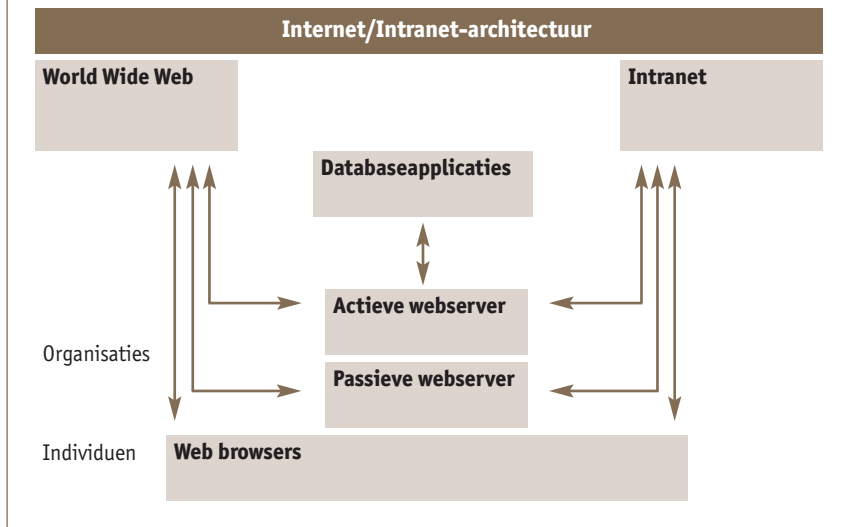 Internet/Intranet-architectuur
World Wide Web
Intranet
Databaseapplicaties
Actieve webserver
Organisaties
Passieve webserver
Individuen
Web browsers